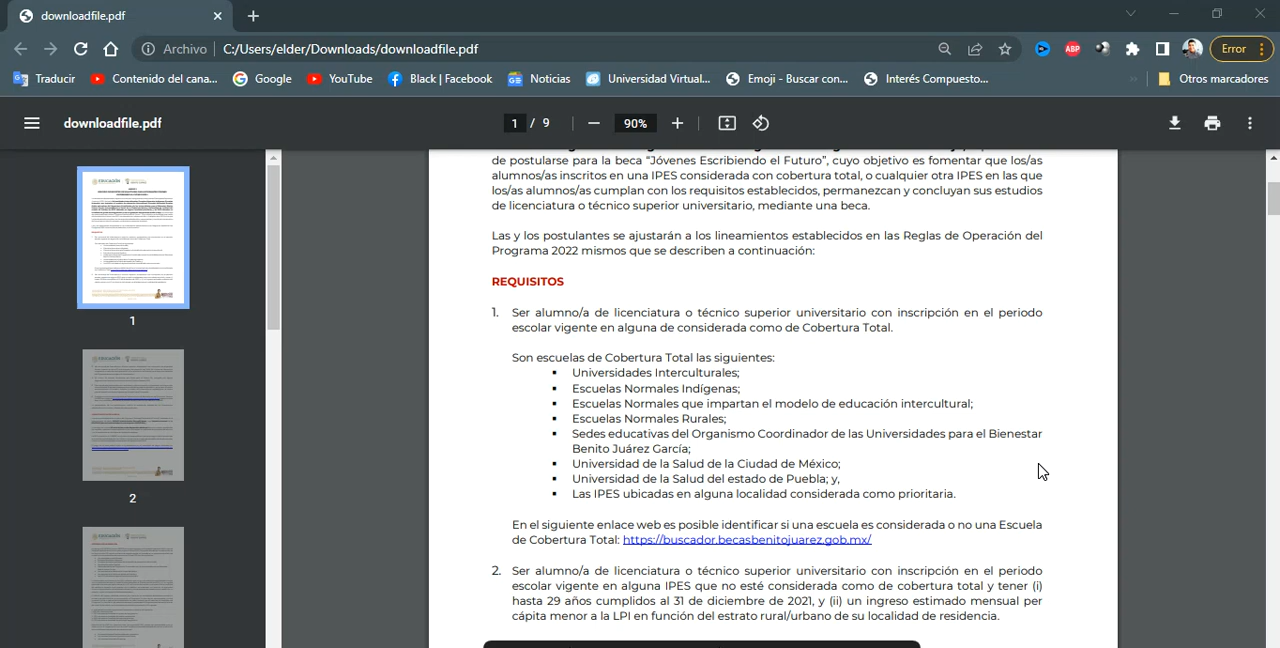 downloadfile.pdf
Archivo C:/Users/elder/Downloads/downloadfile.pdf ABP Error
Traducir Contenido del cana... Google YouTube Black | Facebook GE Noticias Universidad Virtual... Emoji - Buscar con... Interés Compuesto... » Otros marcadores
downloadfile.pdf 1 / 9 90%
de postularse para la beca “Jóvenes Escribiendo el Futuro”, cuyo objetivo es fomentar que los/as
alumnos/as inscritos en una IPES considerada con cobertura total, o cualquier otra IPES en las que
los/as alumnos/as cumplan con los requisitos establecidos, permanezcan y concluyan sus estudios
de licenciatura o técnico superior universitario, mediante una beca.
Las y los postulantes se ajustarán a los lineamientos establecidos en las Reglas de Operación del
Programa 2022 mismos que se describen a continuación:
REQUISITOS
1. Ser alumno/a de licenciatura o técnico superior universitario con inscripción en el periodo
escolar vigente en alguna de considerada como de Cobertura Total.
Son escuelas de Cobertura Total las siguientes:
▪ Universidades Interculturales;
▪ Escuelas Normales Indígenas;
▪ Escuelas Normales que impartan el modelo de educación intercultural;
▪ Escuelas Normales Rurales;
▪ Sedes educativas del Organismo Coordinador de las Universidades para el Bienestar
Benito Juárez García;
▪ Universidad de la Salud de la Ciudad de México;
▪ Universidad de la Salud del estado de Puebla; y,
▪ Las IPES ubicadas en alguna localidad considerada como prioritaria.
En el siguiente enlace web es posible identificar si una escuela es considerada o no una Escuela
de Cobertura Total: https://buscador.becasbenitojuarez.gob.mx/
2. Ser alumno/a de licenciatura o técnico superior universitario con inscripción en el periodo
escolar vigente en alguna IPES que no esté considerada como de cobertura total y tener (i)
hasta 29 años cumplidos al 31 de diciembre de 2021, y (ii) un ingreso estimado mensual per
cápita menor a la LPI en función del estrato rural/urbano de su localidad de residencia.
EDUCACIÓN
REQUISITOS
1
2